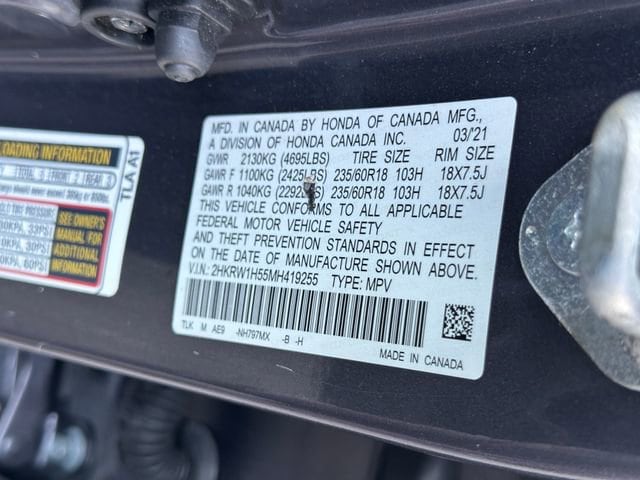 MFD. IN CANADA BY HONDA OF CANADA MFG.,
A DIVISION OF HONDA CANADA INC. 03/'21
GVWR 2130KG (4695LBS) TIRE SIZE RIM SIZE
GAWR F 1100KG (2425LBS) 235/60R18 103H 18X7.5J
GAWR R 1040KG (2292LBS) 235/60R18 103H 18X7.5J
THIS VEHICLE CONFORMS TO ALL APPLICABLE
FEDERAL MOTOR VEHICLE SAFETY
AND THEFT PREVENTION STANDARDS IN EFFECT
ON THE DATE OF MANUFACTURE SHOWN ABOVE.
V.I.N.: 2HKRW1H55MH419255 TYPE: MPV
TLK M AE9 -NH797MX -B -H
MADE IN CANADA
LOADING INFORMATION
TLA A1
SEE OWNER'S
MANUAL FOR
ADDITIONAL
INFORMATION